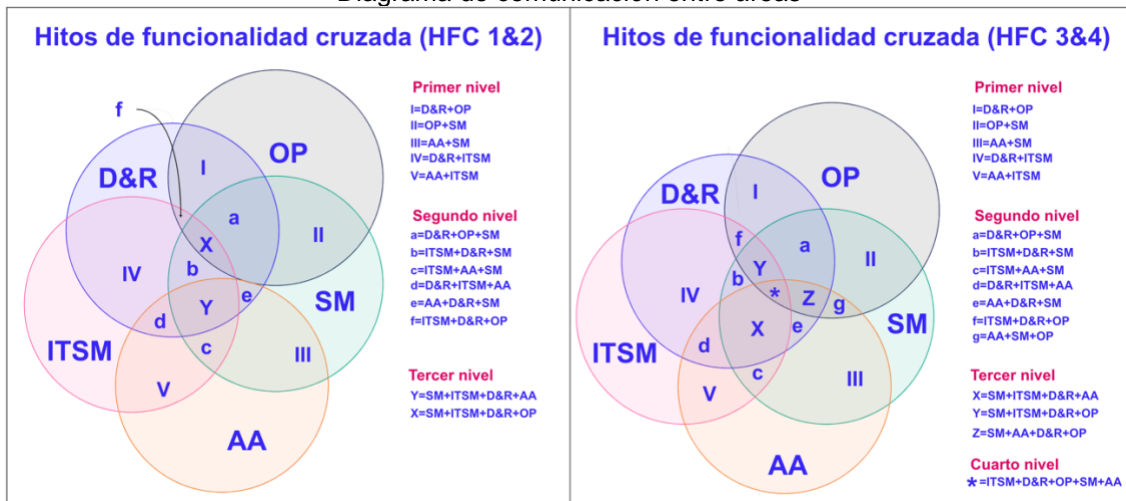 Diagrama de comunicación entre áreas
Hitos de funcionalidad cruzada (HFC 1&2)
f
OP
D&R
I
a
II
X
IV
b
e
SM
Y
d
c
ITSM
III
V
AA
Primer nivel
I=D&R+OP
II=OP+SM
III=AA+SM
IV=D&R+ITSM
V=AA+ITSM
Segundo nivel
a=D&R+OP+SM
b=ITSM+D&R+SM
c=ITSM+AA+SM
d=D&R+ITSM+AA
e=AA+D&R+SM
f=ITSM+D&R+OP
Tercer nivel
Y=SM+ITSM+D&R+AA
X=SM+ITSM+D&R+OP
Hitos de funcionalidad cruzada (HFC 3&4)
OP
D&R
I
f
a
II
Y
b
IV
*
Z
g
SM
X
e
ITSM
d
c
III
V
AA
Primer nivel
I=D&R+OP
II=OP+SM
III=AA+SM
IV=D&R+ITSM
V=AA+ITSM
Segundo nivel
a=D&R+OP+SM
b=ITSM+D&R+SM
c=ITSM+AA+SM
d=D&R+ITSM+AA
e=AA+D&R+SM
f=ITSM+D&R+OP
g=AA+SM+OP
Tercer nivel
X=SM+ITSM+D&R+AA
Y=SM+ITSM+D&R+OP
Z=SM+AA+D&R+OP
Cuarto nivel
*=ITSM+D&R+OP+SM+AA